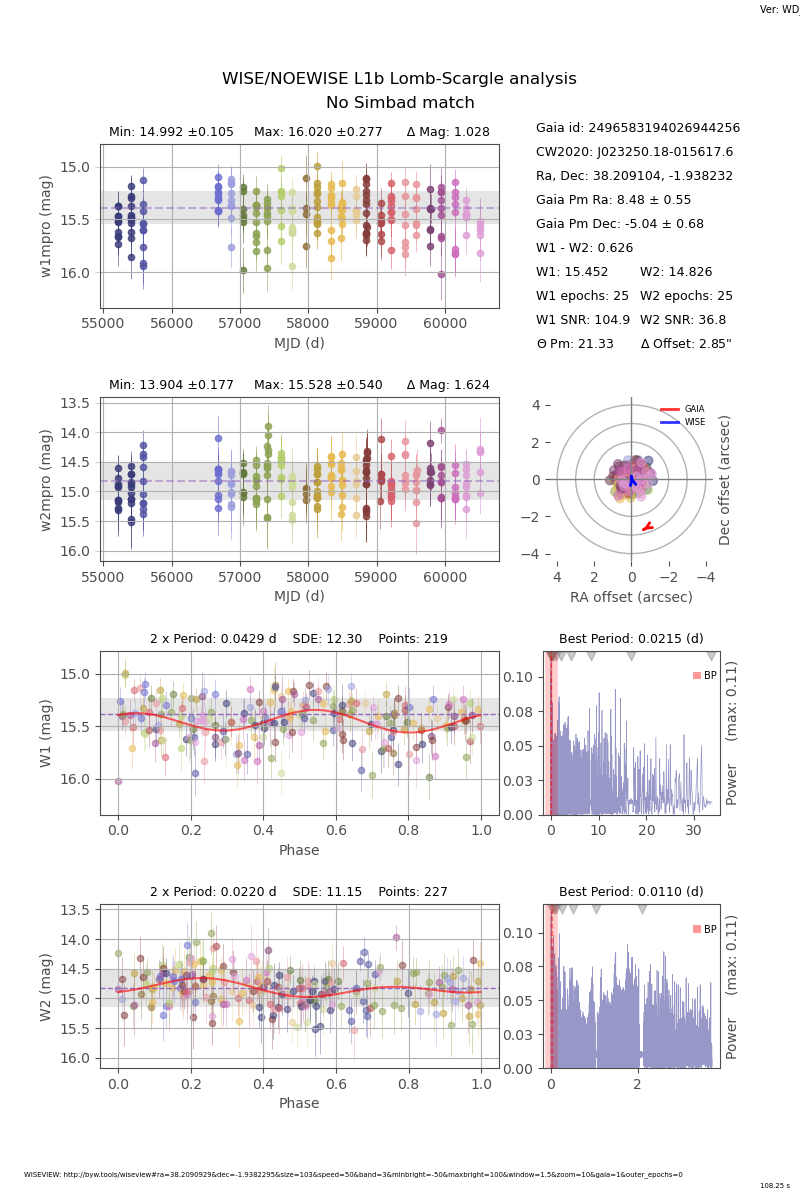 Ver: WD_
WISE/NOEWISE L1b Lomb-Scargle analysis
No Simbad match
Min: 14.992 ±0.105 Max: 16.020 ±0.277 Δ Mag: 1.028
15.0
15.5
16.0
w1mpro (mag)
55000 56000 57000 58000 59000 60000
MJD (d)
Gaia id: 2496583194026944256
CW2020: J023250.18-015617.6
Ra, Dec: 38.209104, -1.938232
Gaia Pm Ra: 8.48 ± 0.55
Gaia Pm Dec: -5.04 ± 0.68
W1 - W2: 0.626
W1: 15.452 W2: 14.826
W1 epochs: 25 W2 epochs: 25
W1 SNR: 104.9 W2 SNR: 36.8
Θ Pm: 21.33 Δ Offset: 2.85"
Min: 13.904 ±0.177 Max: 15.528 ±0.540 Δ Mag: 1.624
13.5
14.0
14.5
15.0
15.5
16.0
w2mpro (mag)
55000 56000 57000 58000 59000 60000
MJD (d)
GAIA
WISE
4
2
0
−2
−4
4 2 0 −2 −4
RA offset (arcsec)
Dec offset (arcsec)
2 x Period: 0.0429 d SDE: 12.30 Points: 219
15.0
15.5
16.0
W1 (mag)
0.0 0.2 0.4 0.6 0.8 1.0
Phase
Best Period: 0.0215 (d)
BP
0.10
0.08
0.05
0.03
0.00
0 10 20 30
Power (max: 0.11)
2 x Period: 0.0220 d SDE: 11.15 Points: 227
13.5
14.0
14.5
15.0
15.5
16.0
W2 (mag)
0.0 0.2 0.4 0.6 0.8 1.0
Phase
Best Period: 0.0110 (d)
BP
0.10
0.08
0.05
0.03
0.00
0 2
Power (max: 0.11)
WISEVIEW: http://byw.tools/wiseview#ra=38.2090929&dec=-1.9382295&size=103&speed=50&band=3&minbright=-50&maxbright=100&window=1.5&zoom=10&gaia=1&outer_epochs=0
108.25 s